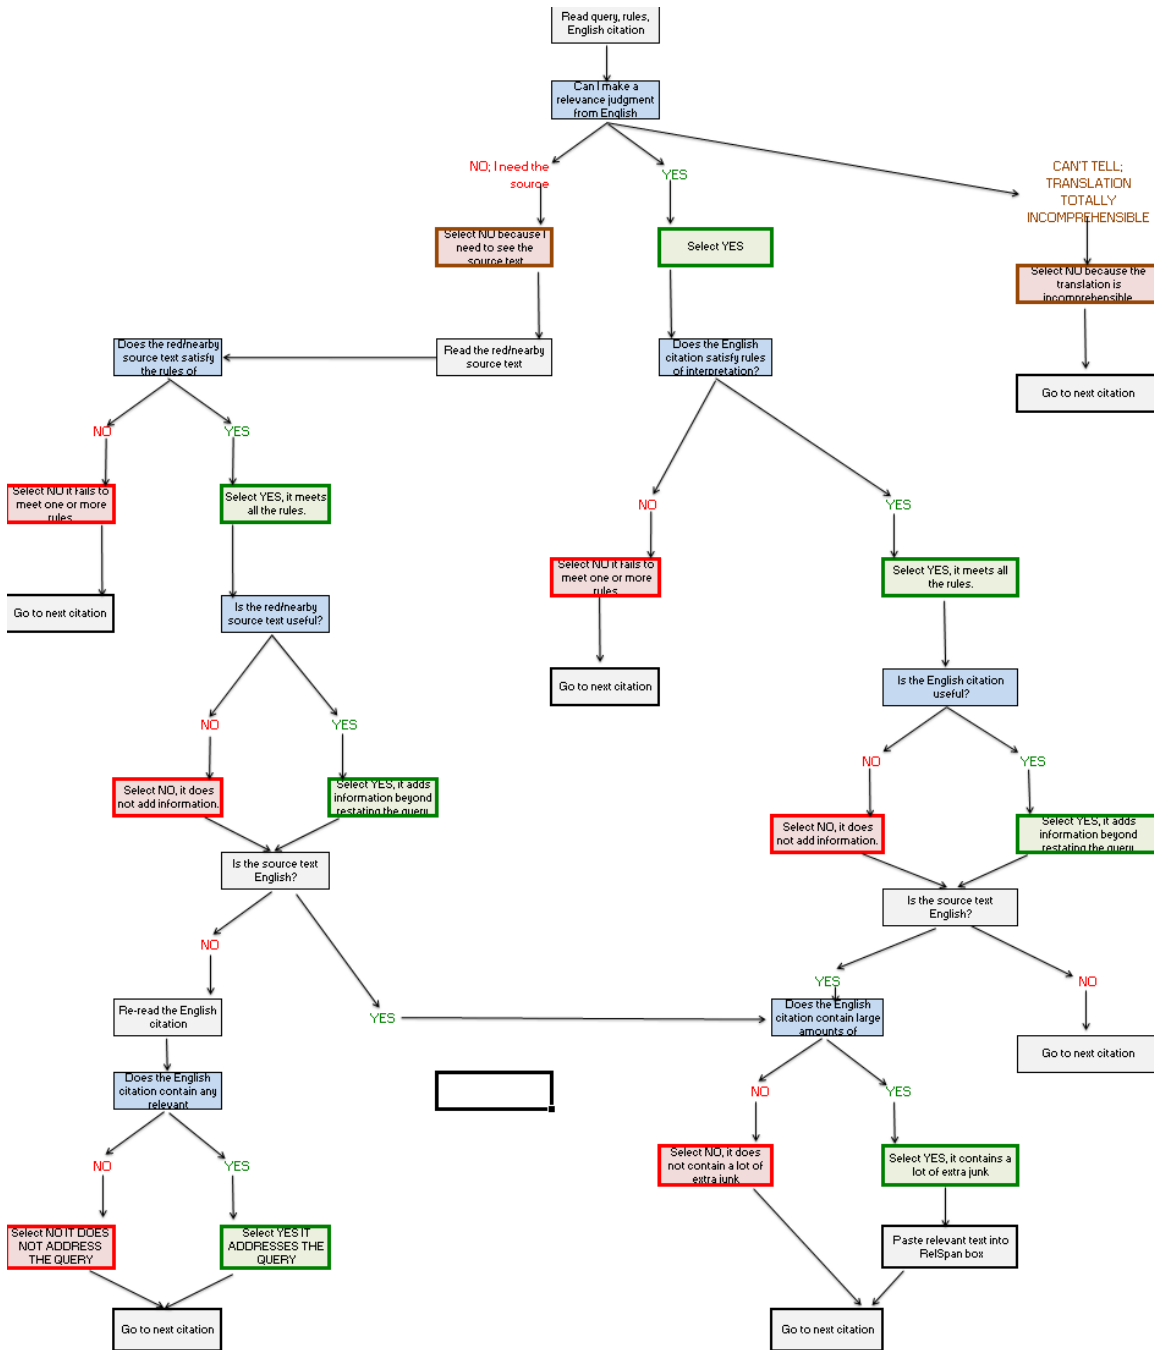 Read query, rules,
English citation
Can I make a
relevance judgment
from English
NO; I need the
source
YES
CAN'T TELL;
TRANSLATION
TOTALLY
INCOMPREHENSIBLE
Select NO because I
need to see the
source text
Select YES
Select NO because the
translation is
incomprehensible
Does the red/nearby
source text satisfy
the rules of
Read the red/nearby
source text
Does the English
citation satisfy rules
of interpretation?
Go to next citation
NO
YES
Select NO it fails to
meet one or more
rules
Select YES, it meets
all the rules.
NO
YES
Select NO it fails to
meet one or more
rules
Select YES, it meets all
the rules.
Go to next citation
Is the red/nearby
source text useful?
Go to next citation
Is the English citation
useful?
NO
YES
NO
YES
Select NO, it does
not add information.
Select YES, it adds
information beyond
restating the query
Select NO, it does
not add information.
Select YES, it adds
information beyond
restating the query
Is the source text
English?
Is the source text
English?
NO
YES
YES
NO
Re-read the English
citation
Does the English
citation contain large
amounts of
Go to next citation
Does the English
citation contain any
relevant
NO
YES
NO
YES
Select NO, it does
not contain a lot of
extra junk
Select YES, it contains a
lot of extra junk
Select NO IT DOES
NOT ADDRESS
THE QUERY
Select YES IT
ADDRESSES THE
QUERY
Paste relevant text into
RelSpan box
Go to next citation
Go to next citation